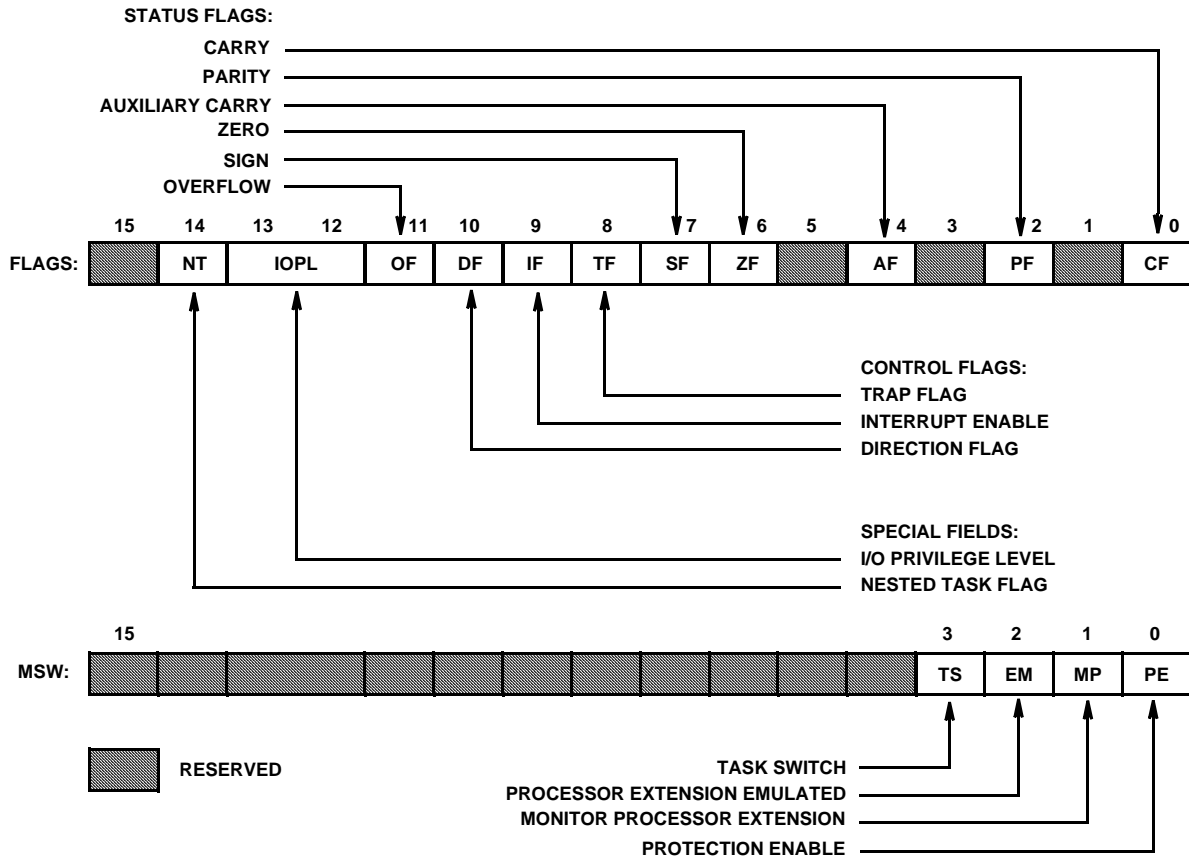 STATUS FLAGS:
CARRY
PARITY
AUXILIARY CARRY
ZERO
SIGN
OVERFLOW
15 14 13 12 11 10 9 8 7 6 5 4 3 2 1 0
FLAGS: NT IOPL OF DF IF TF SF ZF AF PF CF
CONTROL FLAGS:
TRAP FLAG
INTERRUPT ENABLE
DIRECTION FLAG
SPECIAL FIELDS:
I/O PRIVILEGE LEVEL
NESTED TASK FLAG
15 3 2 1 0
MSW: TS EM MP PE
RESERVED
TASK SWITCH
PROCESSOR EXTENSION EMULATED
MONITOR PROCESSOR EXTENSION
PROTECTION ENABLE